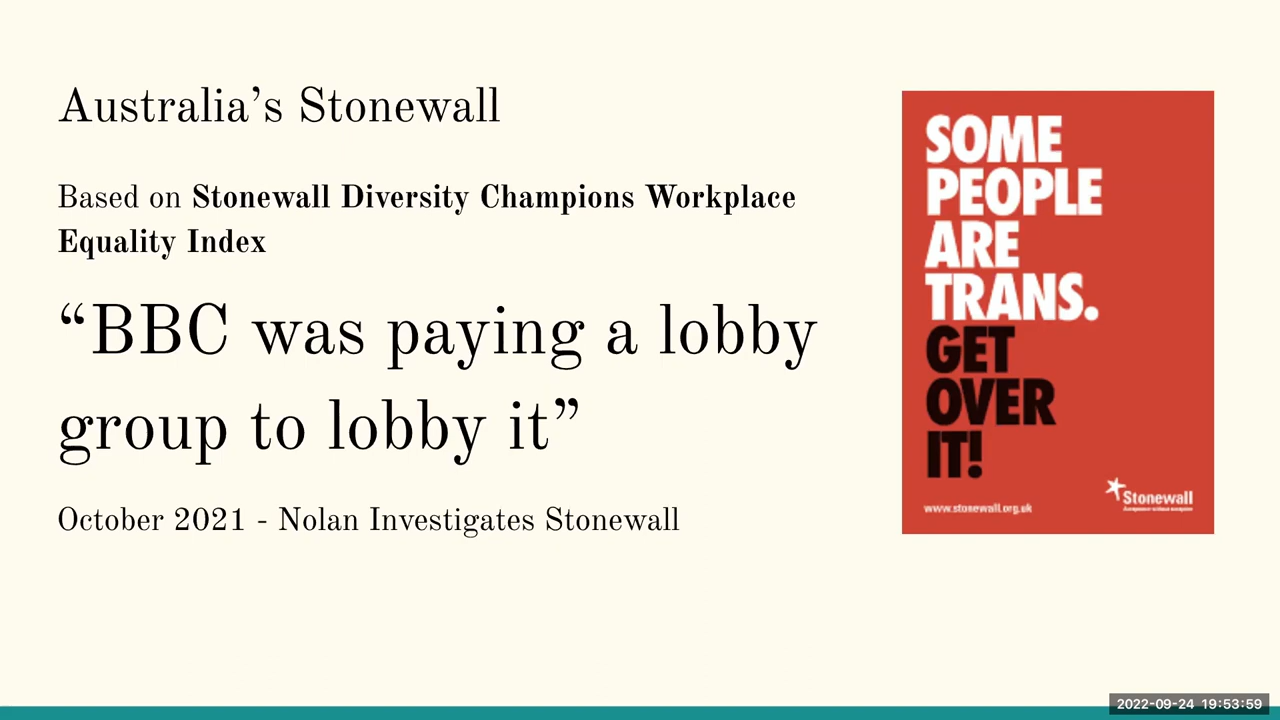 Australia’s Stonewall
Based on Stonewall Diversity Champions Workplace
Equality Index
“BBC was paying a lobby
group to lobby it”
October 2021 - Nolan Investigates Stonewall
SOME
PEOPLE
ARE
TRANS.
GET
OVER
IT!
www.stonewall.org.uk
Stonewall
2022-09-24 19:53:59